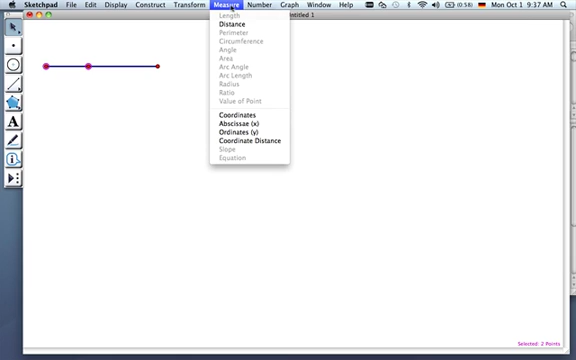 Sketchpad File Edit Display Construct Transform Measure Number Graph Window Help (0:58) Mon Oct 1 9:37 AM
Untitled 1
Length
Distance
Perimeter
Circumference
Angle
Area
Arc Angle
Arc Length
Radius
Ratio
Value of Point
Coordinates
Abscissae (x)
Ordinates (y)
Coordinate Distance
Slope
Equation
A
Selected: 2 Points